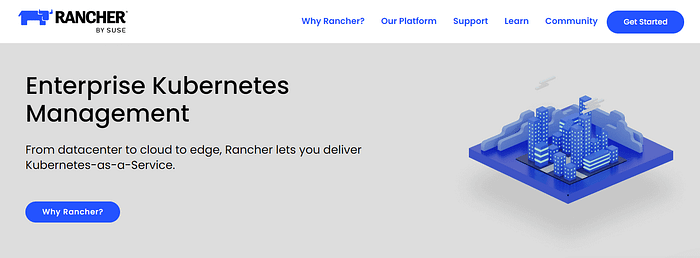 RANCHER
BY SUSE
Why Rancher?
Our Platform
Support
Learn
Community
Get Started
Enterprise Kubernetes
Management
From datacenter to cloud to edge, Rancher lets you deliver
Kubernetes-as-a-Service.
Why Rancher?